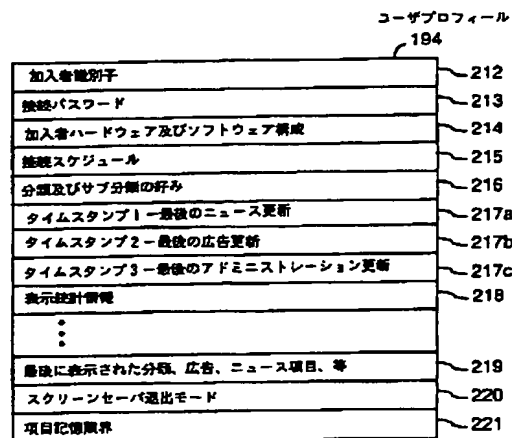 ユーザプロフィール
194
加入者識別子 212
接続パスワード 213
加入者ハードウェア及びソフトウェア構成 214
接続スケジュール 215
分類及びサブ分類の好み 216
タイムスタンプ1ー最後のニュース更新 217a
タイムスタンプ2ー最後の広告更新 217b
タイムスタンプ3ー最後のアドミニストレーション更新 217c
表示統計情報 218
最後に表示された分類、広告、ニュース項目、等 219
スクリーンセーバ退出モード 220
項目記憶限界 221